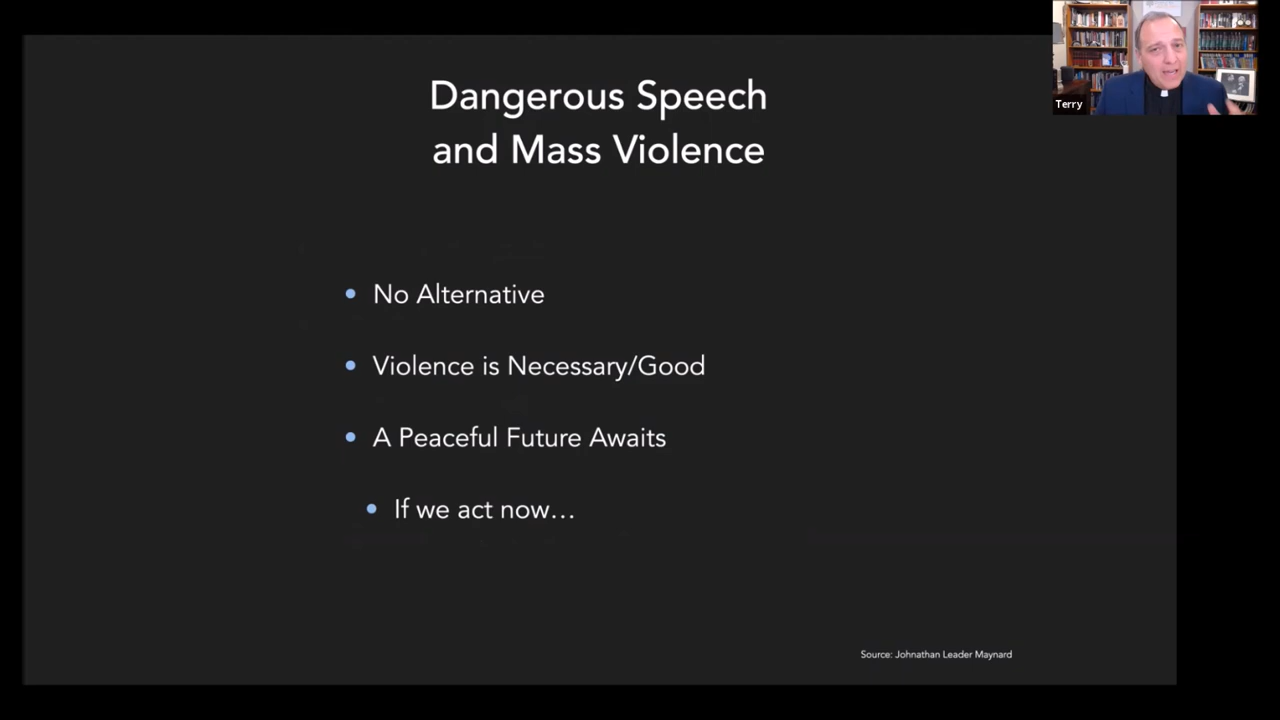 Dangerous Speech
and Mass Violence
• No Alternative
• Violence is Necessary/Good
• A Peaceful Future Awaits
• If we act now…
Source: Johnathan Leader Maynard
Terry